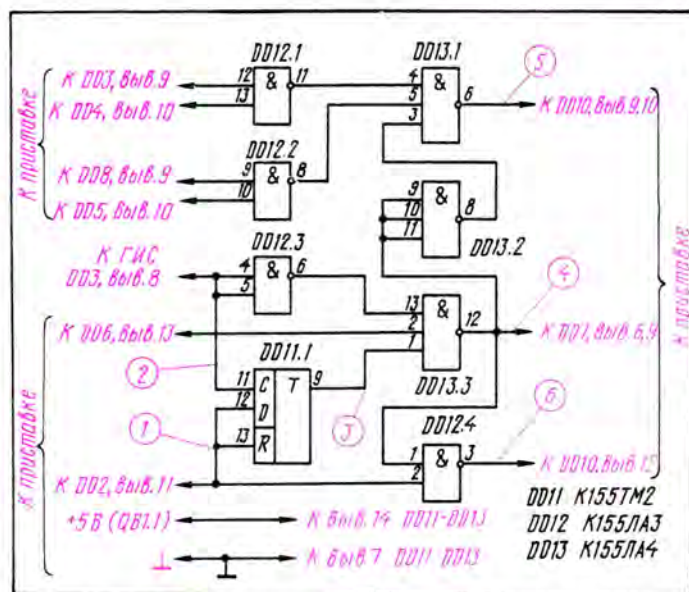 DD12.1
DD13.1
К DD3, выв.9
12
13
&
11
К DD4, выв.10
4
5
3
&
6
5
К DD10, выв.9,10
К приставке
DD12.2
К DD8, выв.9
9
10
&
8
К DD5, выв.10
9
10
11
&
8
DD13.2
К ГИС
DD3, выв.8
DD12.3
4
5
&
6
К DD6, выв.13
13
2
1
&
12
4
К DD7, выв.6,9
DD13.3
К приставке
2
DD11.1
11
12
13
C
D
R
T
9
3
1
DD12.4
1
2
&
3
6
К DD2, выв.11
К DD10, выв.15
К приставке
+5В (QB1.1)
К выв.14 DD11-DD13
К выв.7 DD11-DD13
DD11 К155ТМ2
DD12 К155ЛА3
DD13 К155ЛА4